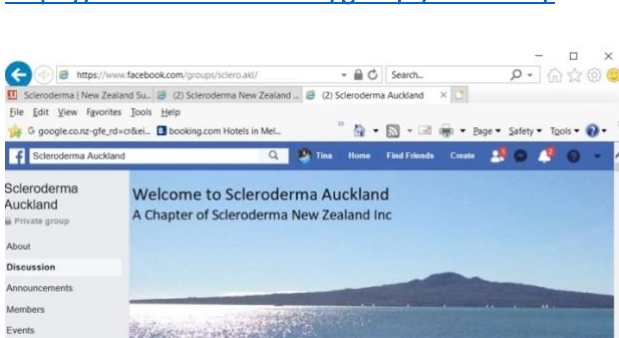 https://www.facebook.com/groups/sclero.akl/
Search...
Scleroderma | New Zealand Su...
(2) Scleroderma New Zealand ...
(2) Scleroderma Auckland
File Edit View Favorites Tools Help
google.co.nz-gfe_rd=cr&ei...
booking.com Hotels in Mel...
Page
Safety
Tools
Scleroderma Auckland
Tina
Home
Find Friends
Create
Scleroderma
Auckland
Private group
About
Discussion
Announcements
Members
Events
Welcome to Scleroderma Auckland
A Chapter of Scleroderma New Zealand Inc